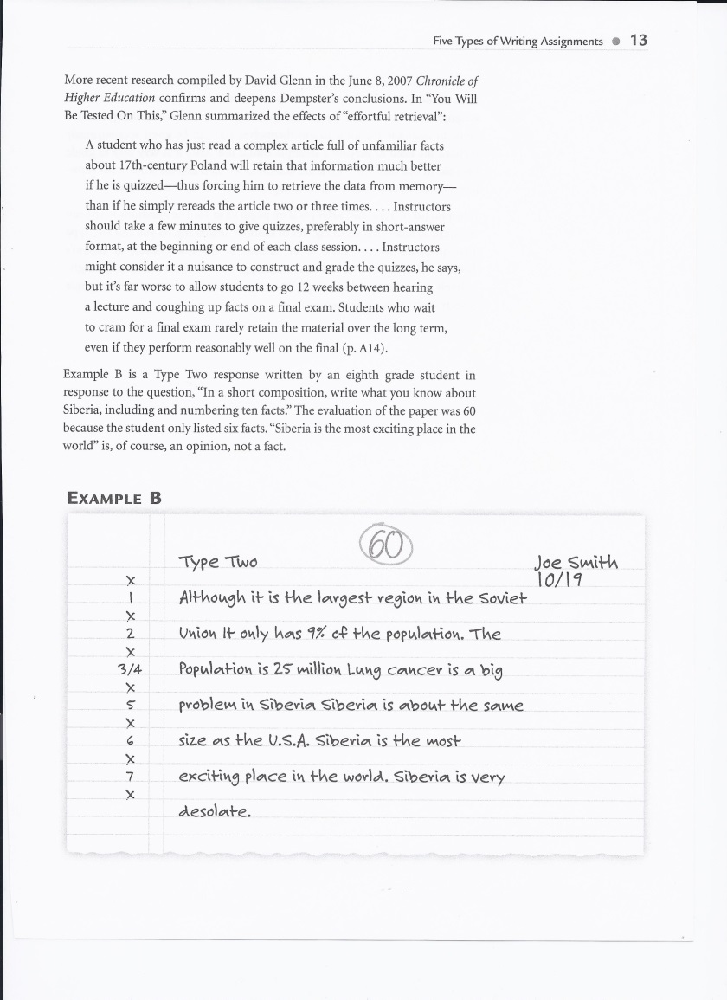 Five Types of Writing Assignments ● 13
More recent research compiled by David Glenn in the June 8, 2007 Chronicle of
Higher Education confirms and deepens Dempster's conclusions. In “You Will
Be Tested On This,” Glenn summarized the effects of “effortful retrieval”:
A student who has just read a complex article full of unfamiliar facts
about 17th-century Poland will retain that information much better
if he is quizzed—thus forcing him to retrieve the data from memory—
than if he simply rereads the article two or three times. . . . Instructors
should take a few minutes to give quizzes, preferably in short-answer
format, at the beginning or end of each class session. . . . Instructors
might consider it a nuisance to construct and grade the quizzes, he says,
but it's far worse to allow students to go 12 weeks between hearing
a lecture and coughing up facts on a final exam. Students who wait
to cram for a final exam rarely retain the material over the long term,
even if they perform reasonably well on the final (p. A14).
Example B is a Type Two response written by an eighth grade student in
response to the question, “In a short composition, write what you know about
Siberia, including and numbering ten facts.” The evaluation of the paper was 60
because the student only listed six facts. “Siberia is the most exciting place in the
world” is, of course, an opinion, not a fact.
EXAMPLE B
60
Type Two Joe Smith
X 10/19
1 Although it is the largest region in the Soviet
X
2 Union It only has 9% of the population. The
X
3/4 Population is 25 million Lung cancer is a big
X
5 problem in Siberia Siberia is about the same
X
6 size as the U.S.A. Siberia is the most
X
7 exciting place in the world. Siberia is very
X
desolate.